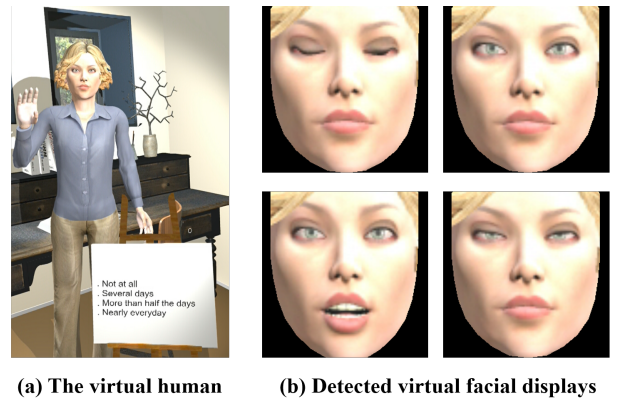 . Not at all
. Several days
. More than half the days
. Nearly everyday
(a) The virtual human
(b) Detected virtual facial displays